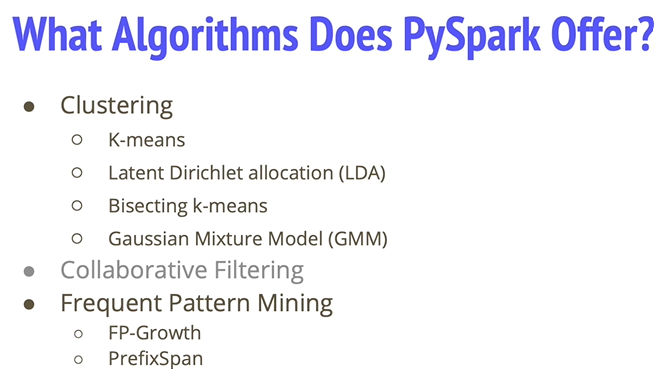 What Algorithms Does PySpark Offer?
● Clustering
○ K-means
○ Latent Dirichlet allocation (LDA)
○ Bisecting k-means
○ Gaussian Mixture Model (GMM)
● Collaborative Filtering
● Frequent Pattern Mining
○ FP-Growth
○ PrefixSpan